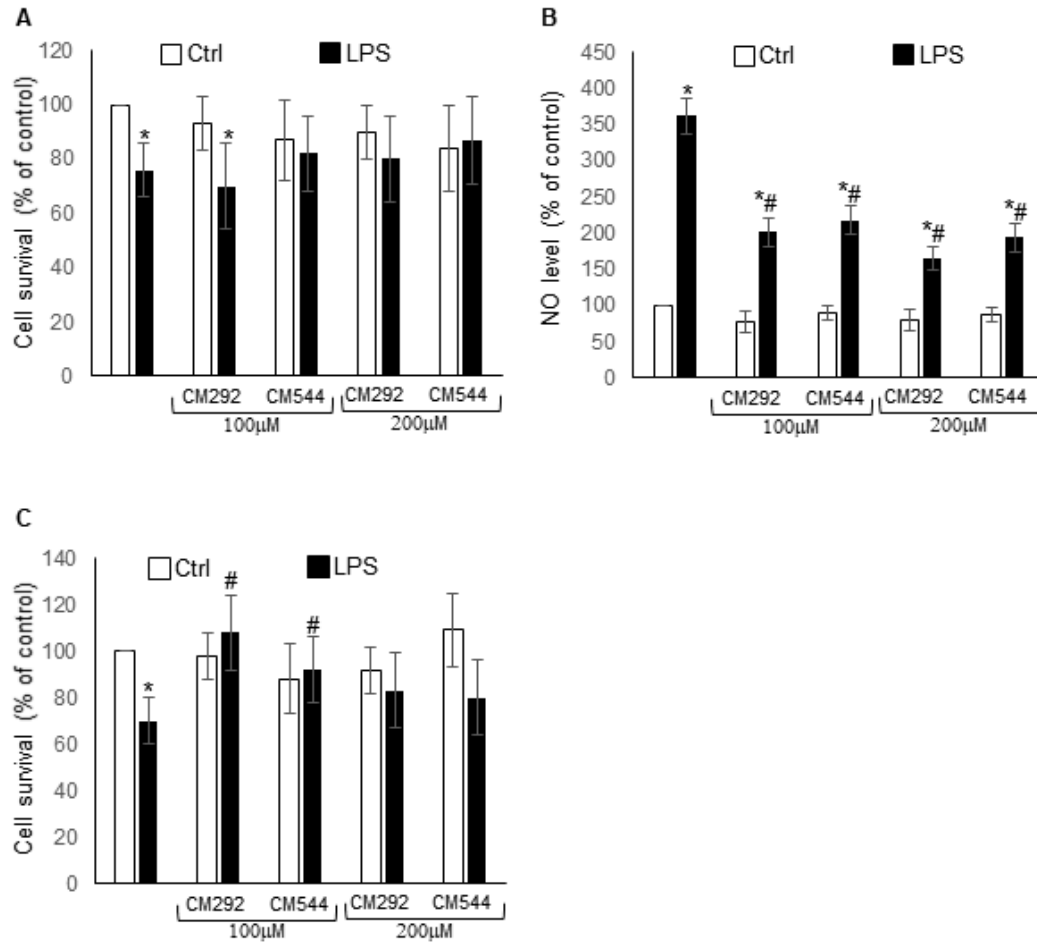 A
Ctrl LPS
Cell survival (% of control)
120
100
80
60
40
20
0
* *
CM292 CM544 CM292 CM544
100µM 200µM
B
Ctrl LPS
NO level (% of control)
450
400
350
300
250
200
150
100
50
0
* *# *# *# *#
CM292 CM544 CM292 CM544
100µM 200µM
C
Ctrl LPS
Cell survival (% of control)
140
120
100
80
60
40
20
0
* # #
CM292 CM544 CM292 CM544
100µM 200µM